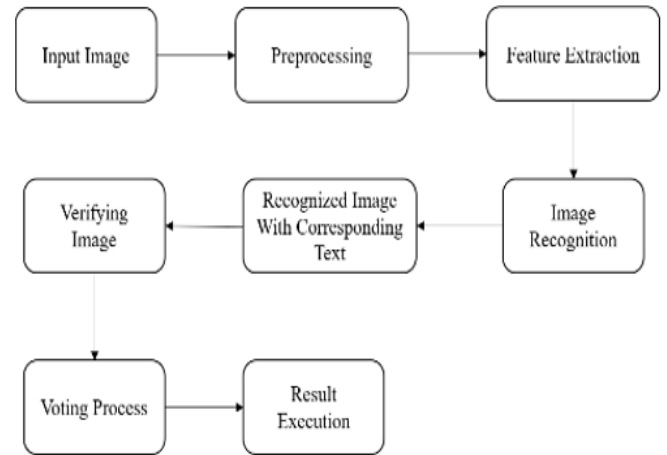 Input Image
Preprocessing
Feature Extraction
Image
Recognition
Recognized Image
With Corresponding
Text
Verifying
Image
Voting Process
Result
Execution